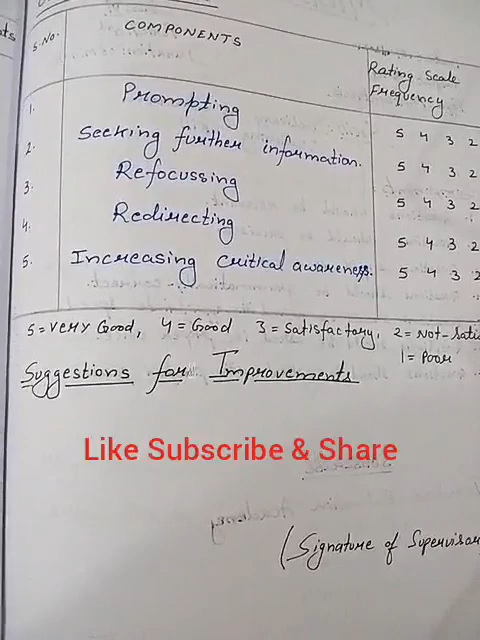 S.No. COMPONENTS Rating Scale
Frequency
1. Prompting 5 4 3 2
2. Seeking further information. 5 4 3 2
3. Refocussing 5 4 3 2
4. Redirecting 5 4 3 2
5. Increasing critical awareness. 5 4 3 2
5=Very Good, 4=Good 3=Satisfactory, 2=Not-Satis
1=Poor
Suggestions for Improvements
Like Subscribe & Share
(Signature of Supervisor